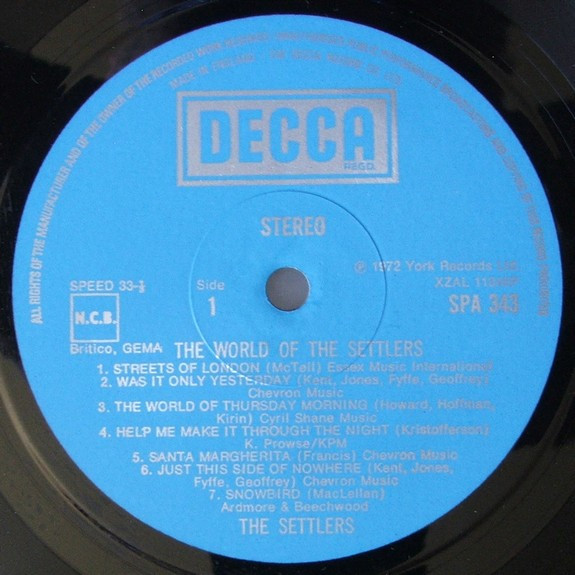 ALL RIGHTS OF THE MANUFACTURER AND OF THE OWNER OF THE RECORDED WORK RESERVED
MADE IN ENGLAND
DECCA
REGD.
STEREO
℗ 1972 York Records
SPEED 33-⅓
Side
1
XZAL
SPA 343
N.C.B.
Britico, GEMA
THE WORLD OF THE SETTLERS
1. STREETS OF LONDON (McTell) Essex Music International
2. WAS IT ONLY YESTERDAY (Kent, Jones, Fyffe, Geoffrey)
Chevron Music
3. THE WORLD OF THURSDAY MORNING (Howard, Hoffman,
Kirin) Cyril Shane Music
4. HELP ME MAKE IT THROUGH THE NIGHT (Kristofferson)
K. Prowse/KPM
5. SANTA MARGHERITA (Francis) Chevron Music
6. JUST THIS SIDE OF NOWHERE (Kent, Jones,
Fyffe, Geoffrey) Chevron Music
7. SNOWBIRD (MacLellan)
Ardmore & Beechwood
THE SETTLERS